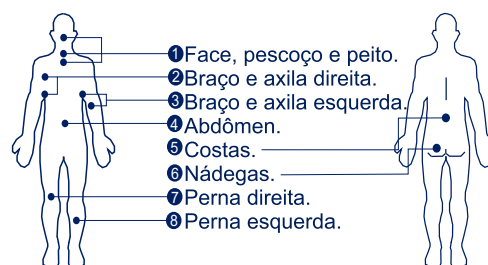 1 Face, pescoço e peito.
2 Braço e axila direita.
3 Braço e axila esquerda.
4 Abdômen.
5 Costas.
6 Nádegas.
7 Perna direita.
8 Perna esquerda.